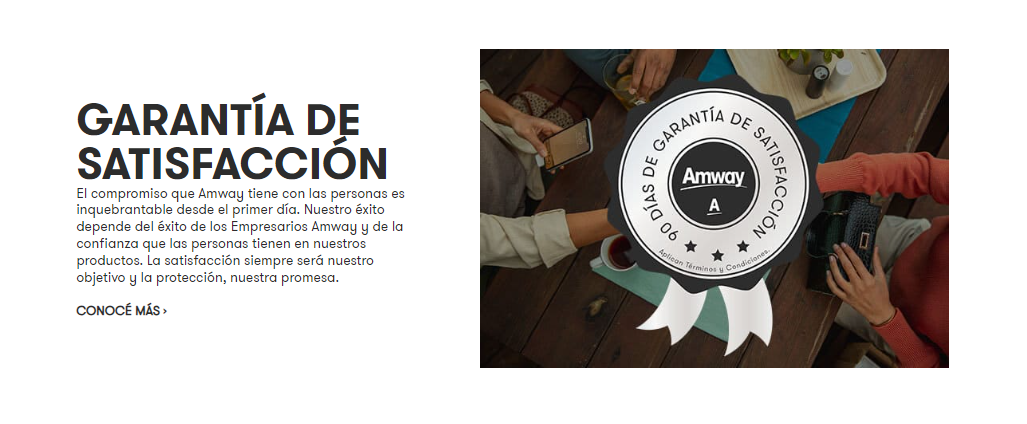 GARANTÍA DE
SATISFACCIÓN
El compromiso que Amway tiene con las personas es
inquebrantable desde el primer día. Nuestro éxito
depende del éxito de los Empresarios Amway y de la
confianza que las personas tienen en nuestros
productos. La satisfacción siempre será nuestro
objetivo y la protección, nuestra promesa.
CONOCÉ MÁS ›
90 DÍAS DE GARANTÍA DE SATISFACCIÓN
Amway
A
Aplican Términos y Condiciones.